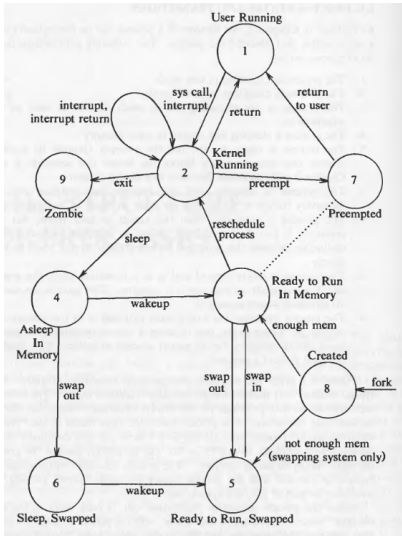 User Running
1
sys call,
interrupt
return
return
to user
interrupt,
interrupt return
Kernel
Running
2
9
exit
Zombie
preempt
7
Preempted
sleep
reschedule
process
4
wakeup
3
Ready to Run
In Memory
Asleep
In
Memory
enough mem
Created
8
fork
swap
out
swap
out
swap
in
not enough mem
(swapping system only)
6
wakeup
5
Sleep, Swapped
Ready to Run, Swapped